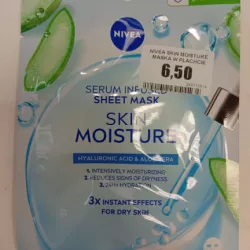 NIVEA
NIVEA SKIN MOISTURE
MASKA W PŁACHCIE
6,50
SERUM INFUSED
SHEET MASK
SKIN
MOISTURE
HYALURONIC ACID & ALOE VERA
1. INTENSIVELY MOISTURIZING
2. REDUCES SIGNS OF DRYNESS
3. 24H HYDRATION
3X INSTANT EFFECTS
FOR DRY SKIN